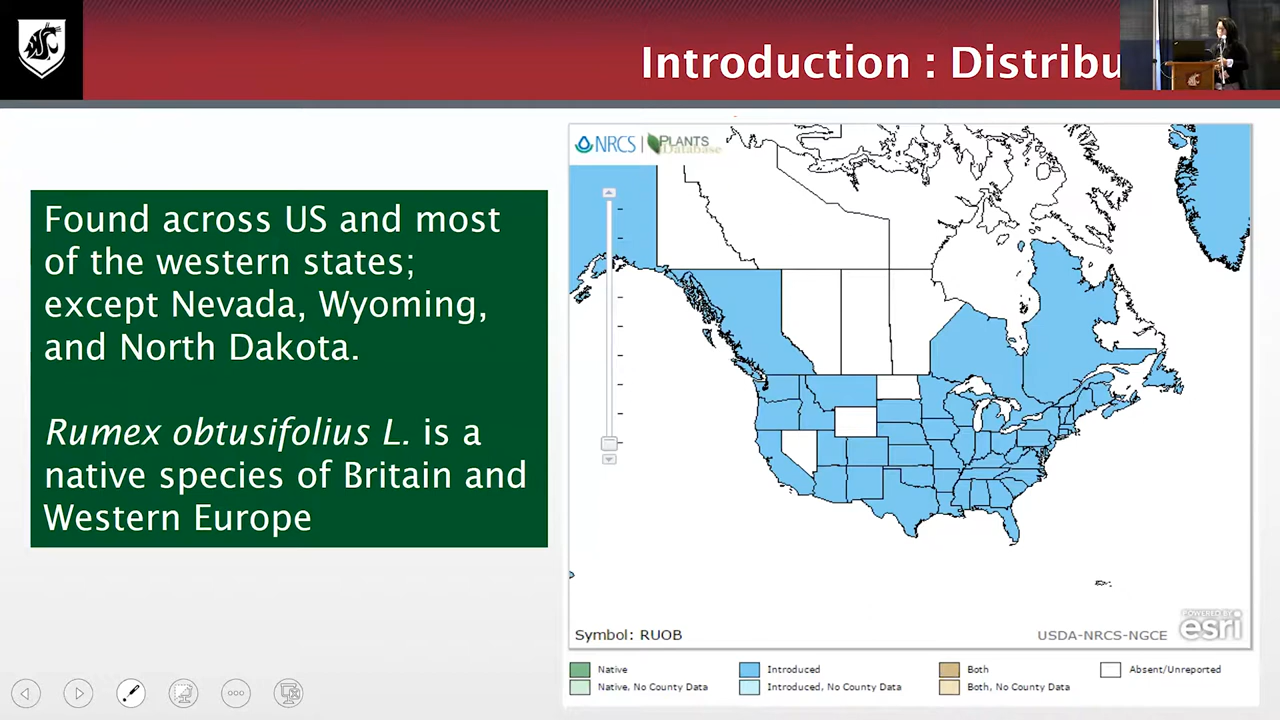 Introduction : Distribu
NRCS | PLANTS
Database
Found across US and most
of the western states;
except Nevada, Wyoming,
and North Dakota.
Rumex obtusifolius L. is a
native species of Britain and
Western Europe
Symbol: RUOB
USDA-NRCS-NGCE
POWERED BY
esri
Native
Introduced
Both
Absent/Unreported
Native, No County Data
Introduced, No County Data
Both, No County Data